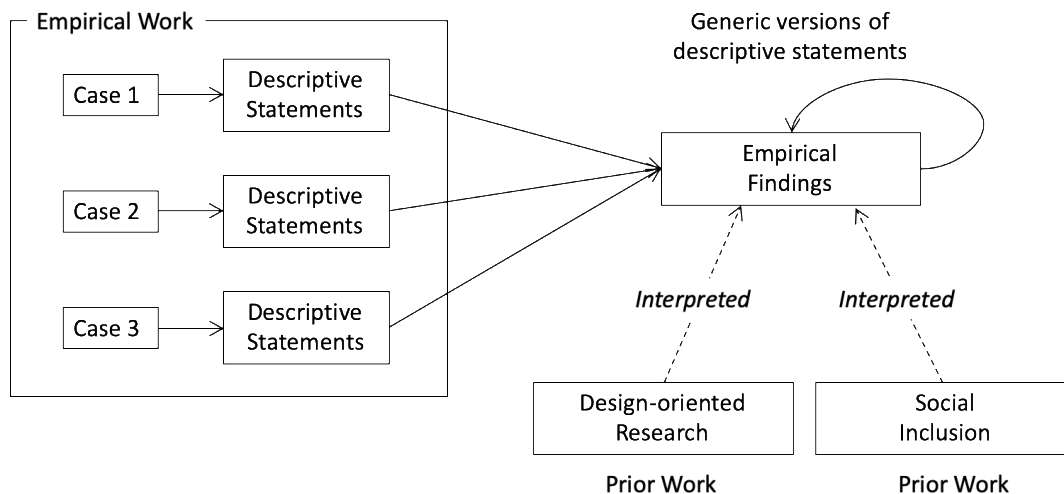 Empirical Work
Case 1
Descriptive
Statements
Case 2
Descriptive
Statements
Case 3
Descriptive
Statements
Generic versions of
descriptive statements
Empirical
Findings
Interpreted
Interpreted
Design-oriented
Research
Social
Inclusion
Prior Work
Prior Work